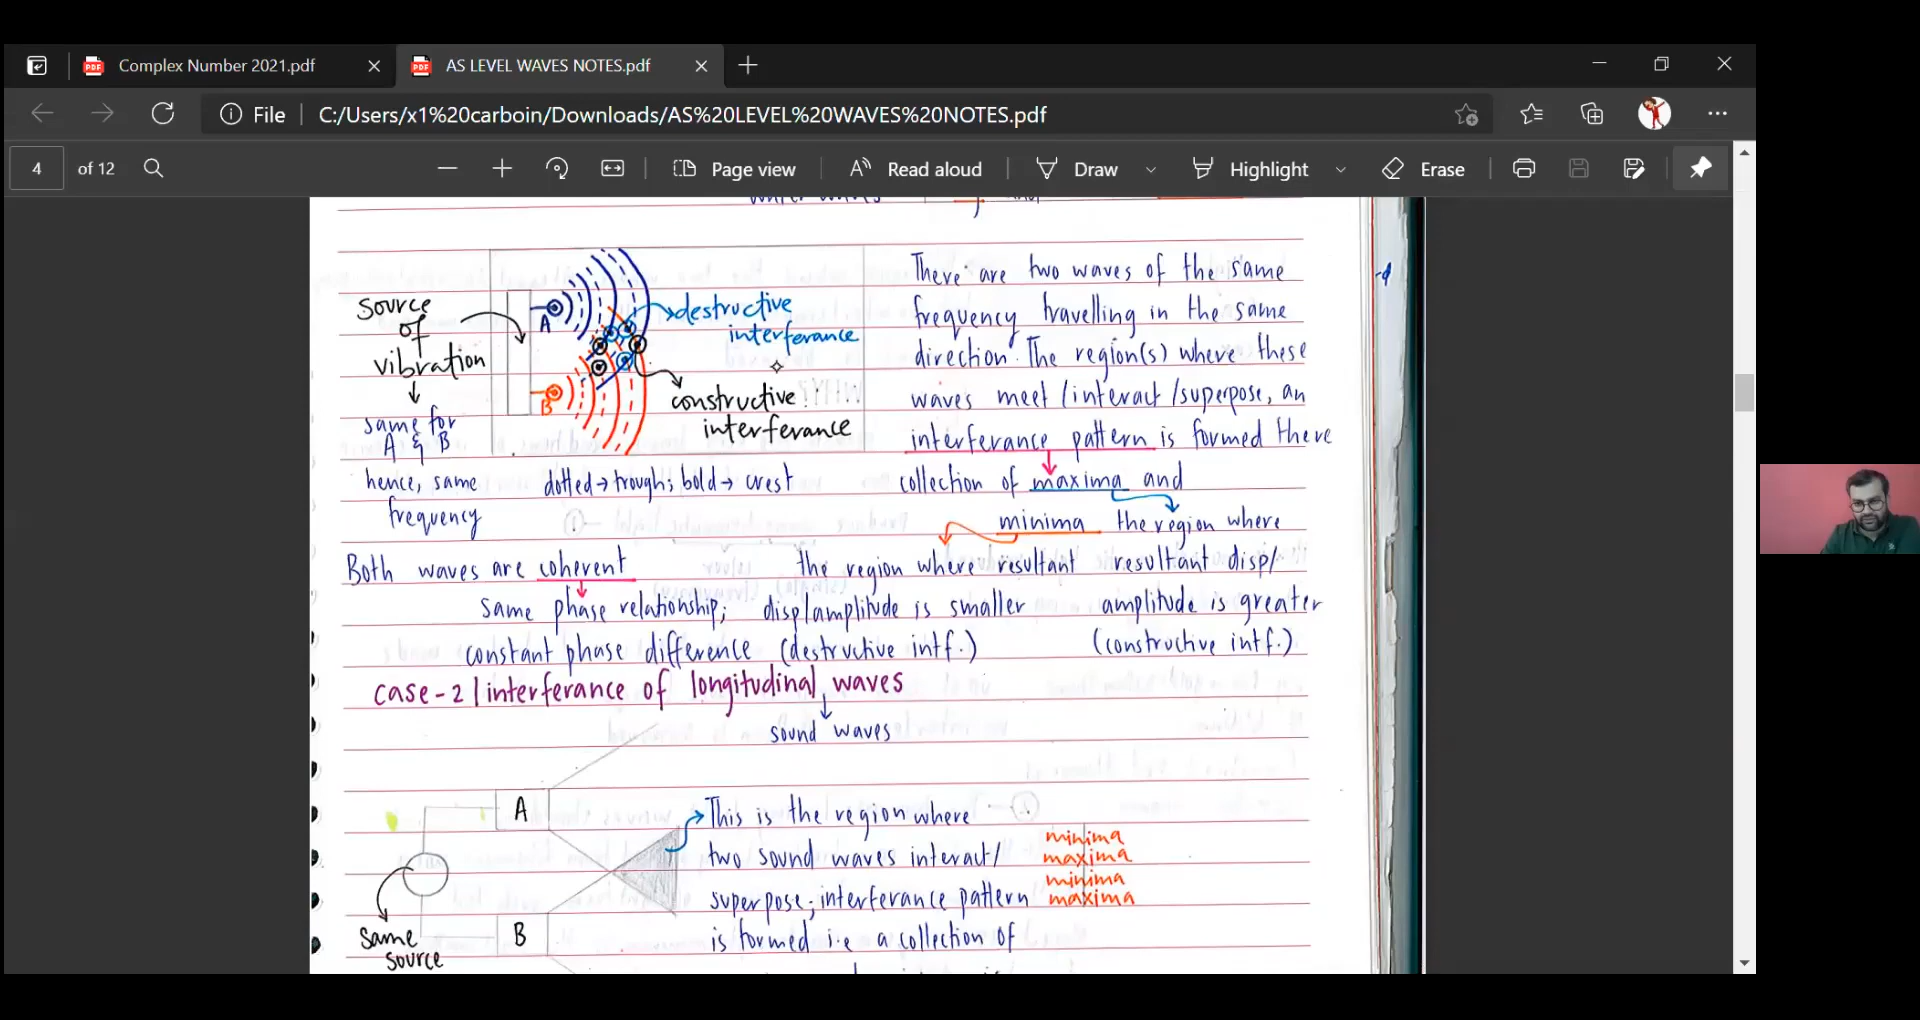 Complex Number 2021.pdf
AS LEVEL WAVES NOTES.pdf
File
C:/Users/x1%20carboin/Downloads/AS%20LEVEL%20WAVES%20NOTES.pdf
4 of 12
Page view
Read aloud
Draw
Highlight
Erase
source
of
vibration
same for
A & B
hence, same
frequency
A
B
destructive
interferance
constructive
interferance
dotted → trough; bold → crest
There are two waves of the same
frequency travelling in the same
direction. The region(s) where these
waves meet/interact/superpose, an
interferance pattern is formed there
collection of maxima and
minima
the region where
resultant disp/
amplitude is greater
(constructive intf.)
the region where resultant
disp/amplitude is smaller
(destructive intf.)
Both waves are coherent
same phase relationship;
constant phase difference
case-2 | interferance of longitudinal waves
sound waves
A
B
same
source
This is the region where
two sound waves interact/
superpose; interferance pattern
is formed i.e a collection of
minima
maxima
minima
maxima